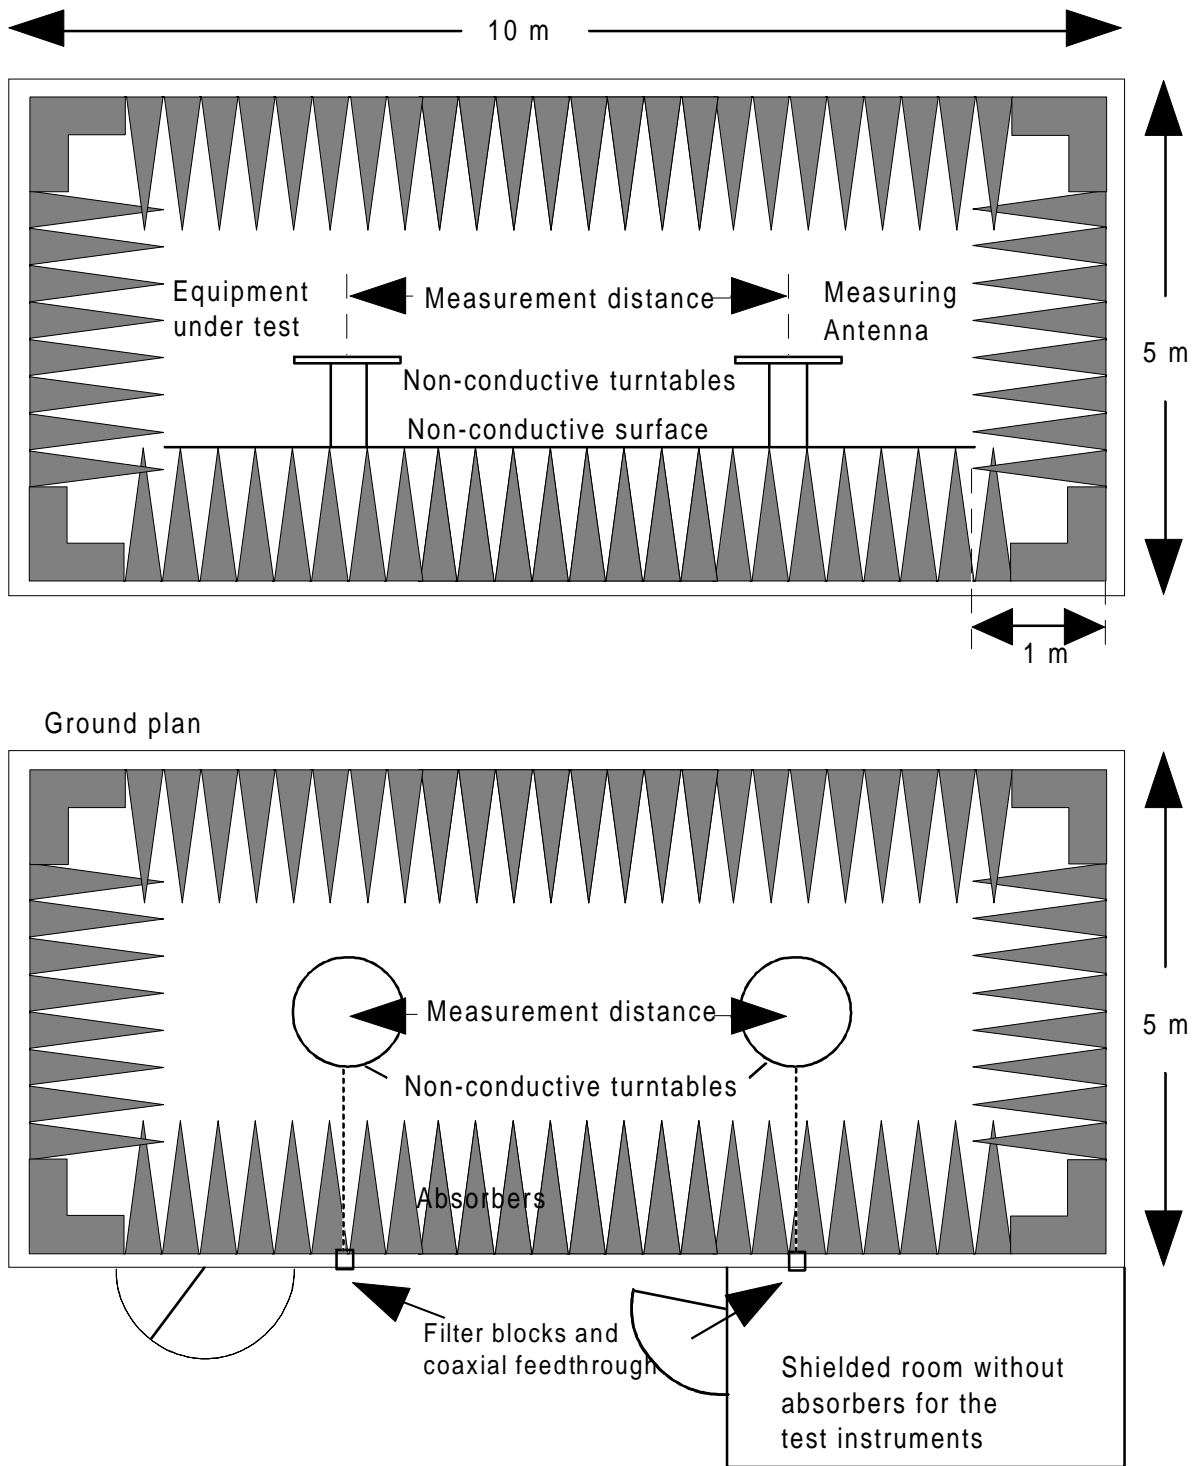 10 m
Equipment
under test
Measurement distance
Measuring
Antenna
5 m
Non-conductive turntables
Non-conductive surface
1 m
Ground plan
Measurement distance
5 m
Non-conductive turntables
Absorbers
Filter blocks and
coaxial feedthrough
Shielded room without
absorbers for the
test instruments